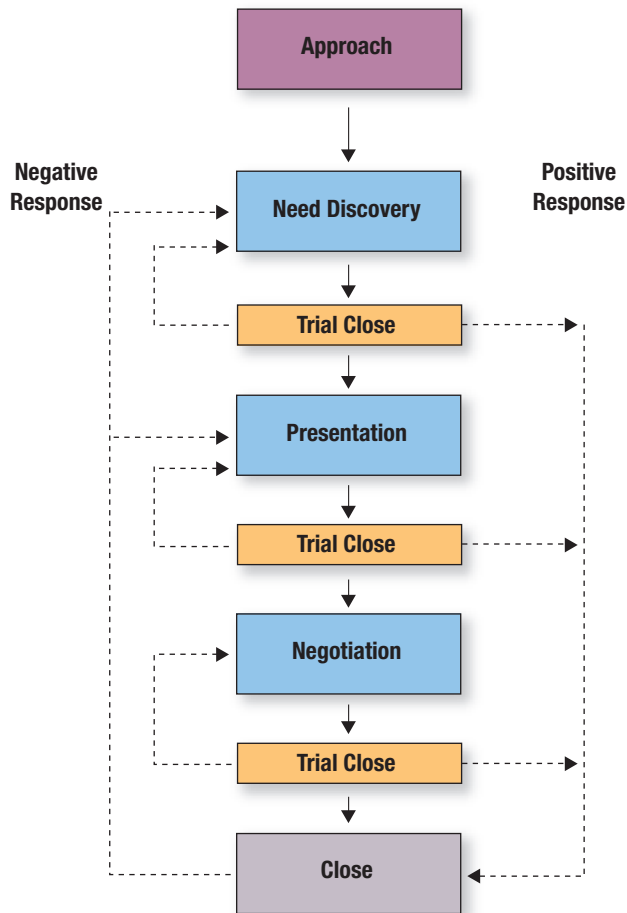 Approach
Negative
Response
Positive
Response
Need Discovery
Trial Close
Presentation
Trial Close
Negotiation
Trial Close
Close